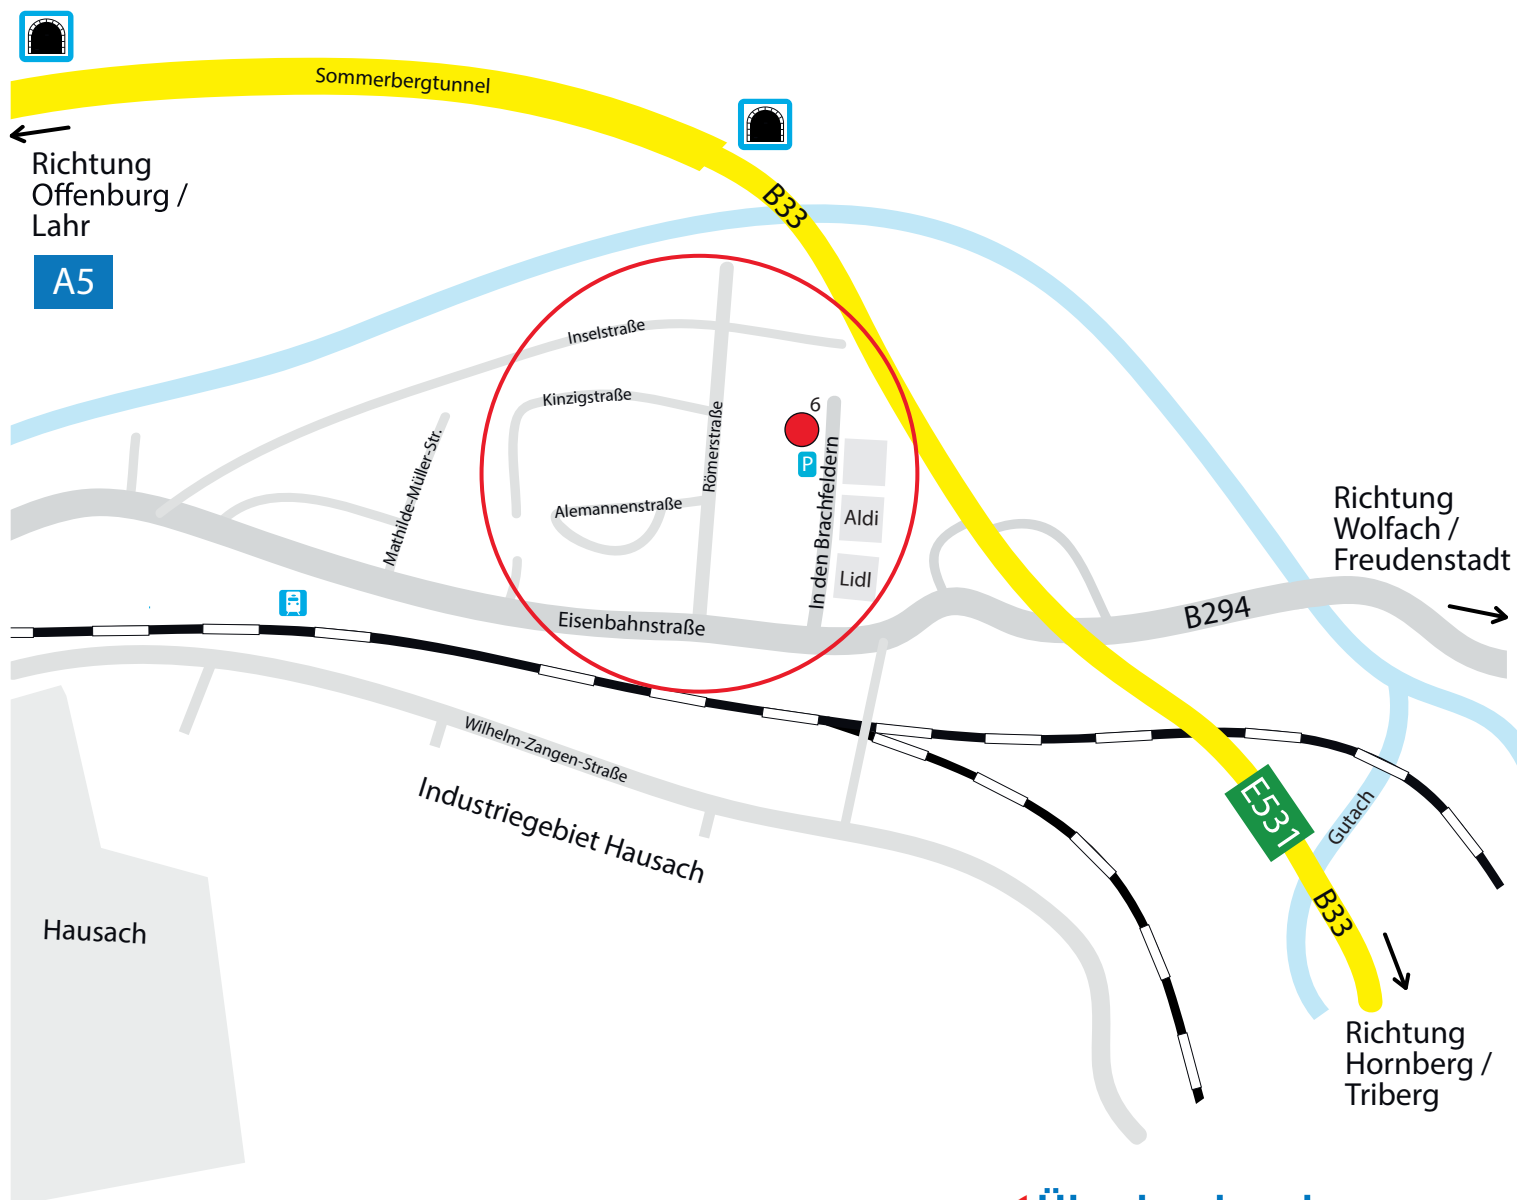 Sommerbergtunnel
Richtung
Offenburg /
Lahr
A5
B33
Inselstraße
Kinzigstraße
Römerstraße
6
P
Mathilde-Müller-Str.
Alemannenstraße
In den Brachfeldern
Aldi
Lidl
Richtung
Wolfach /
Freudenstadt
B294
Eisenbahnstraße
Wilhelm-Zangen-Straße
Industriegebiet Hausach
E531
Gutach
B33
Hausach
Richtung
Hornberg /
Triberg